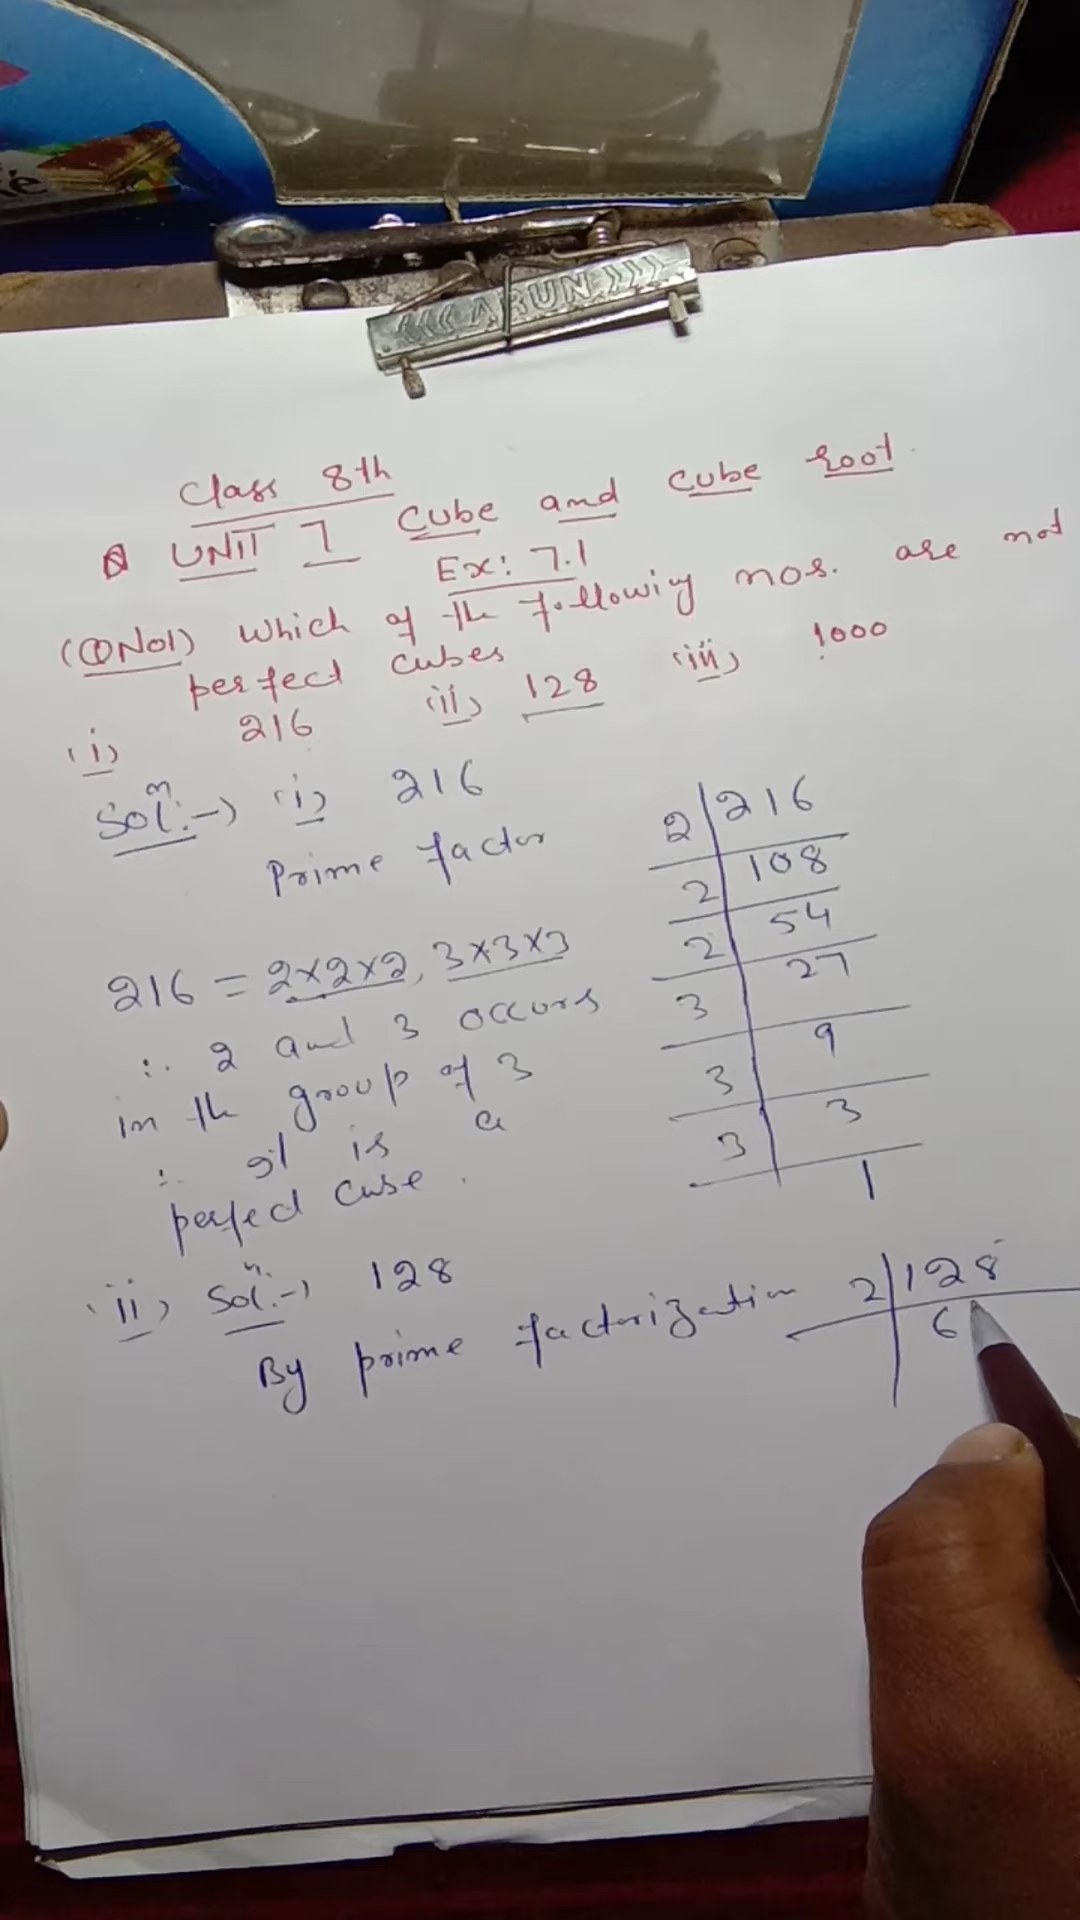 <<< ARUN >>>
Class 8th
UNIT 7 Cube and Cube root
Ex: 7.1
(QNo1) Which of the following nos. are not
perfect cubes
(i) 216 (ii) 128 (iii) 1000
Solⁿ:-> (i) 216
Prime factor
216 = 2×2×2, 3×3×3
∴ 2 and 3 occurs
in the group of 3
∴ It is a
perfect cube.
2 | 216
2 | 108
2 | 54
3 | 27
3 | 9
3 | 3
1
(ii) Solⁿ:-> 128
By prime factorization
2 | 128
6